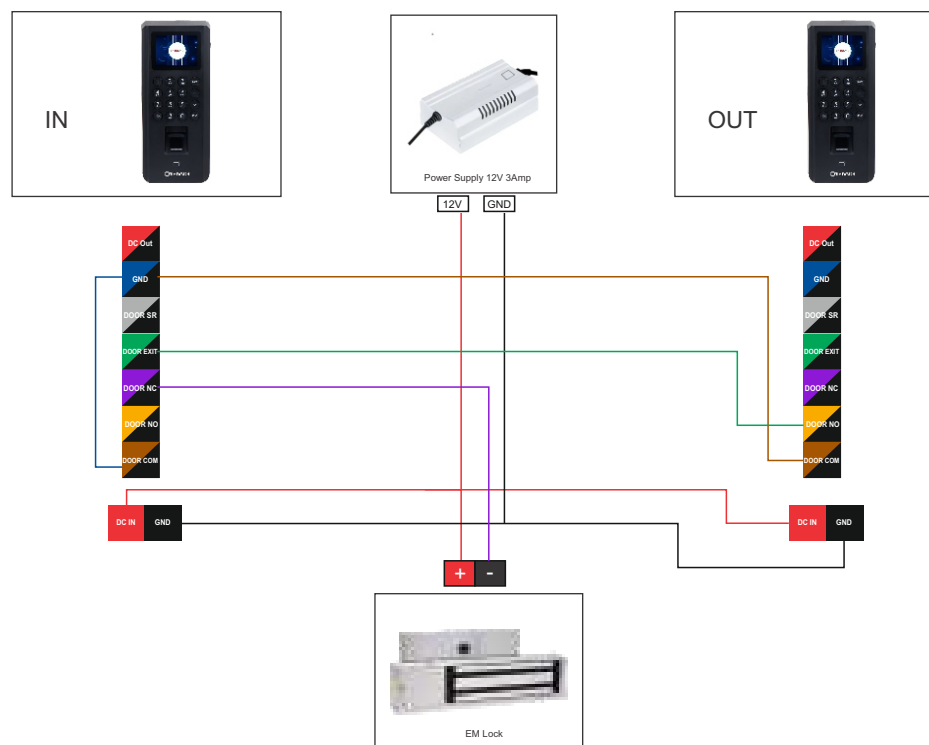 IN
Power Supply 12V 3Amp
OUT
12V
GND
DC Out
GND
DOOR SR
DOOR EXIT
DOOR NC
DOOR NO
DOOR COM
DC Out
GND
DOOR SR
DOOR EXIT
DOOR NC
DOOR NO
DOOR COM
DC IN
GND
DC IN
GND
+
-
EM Lock